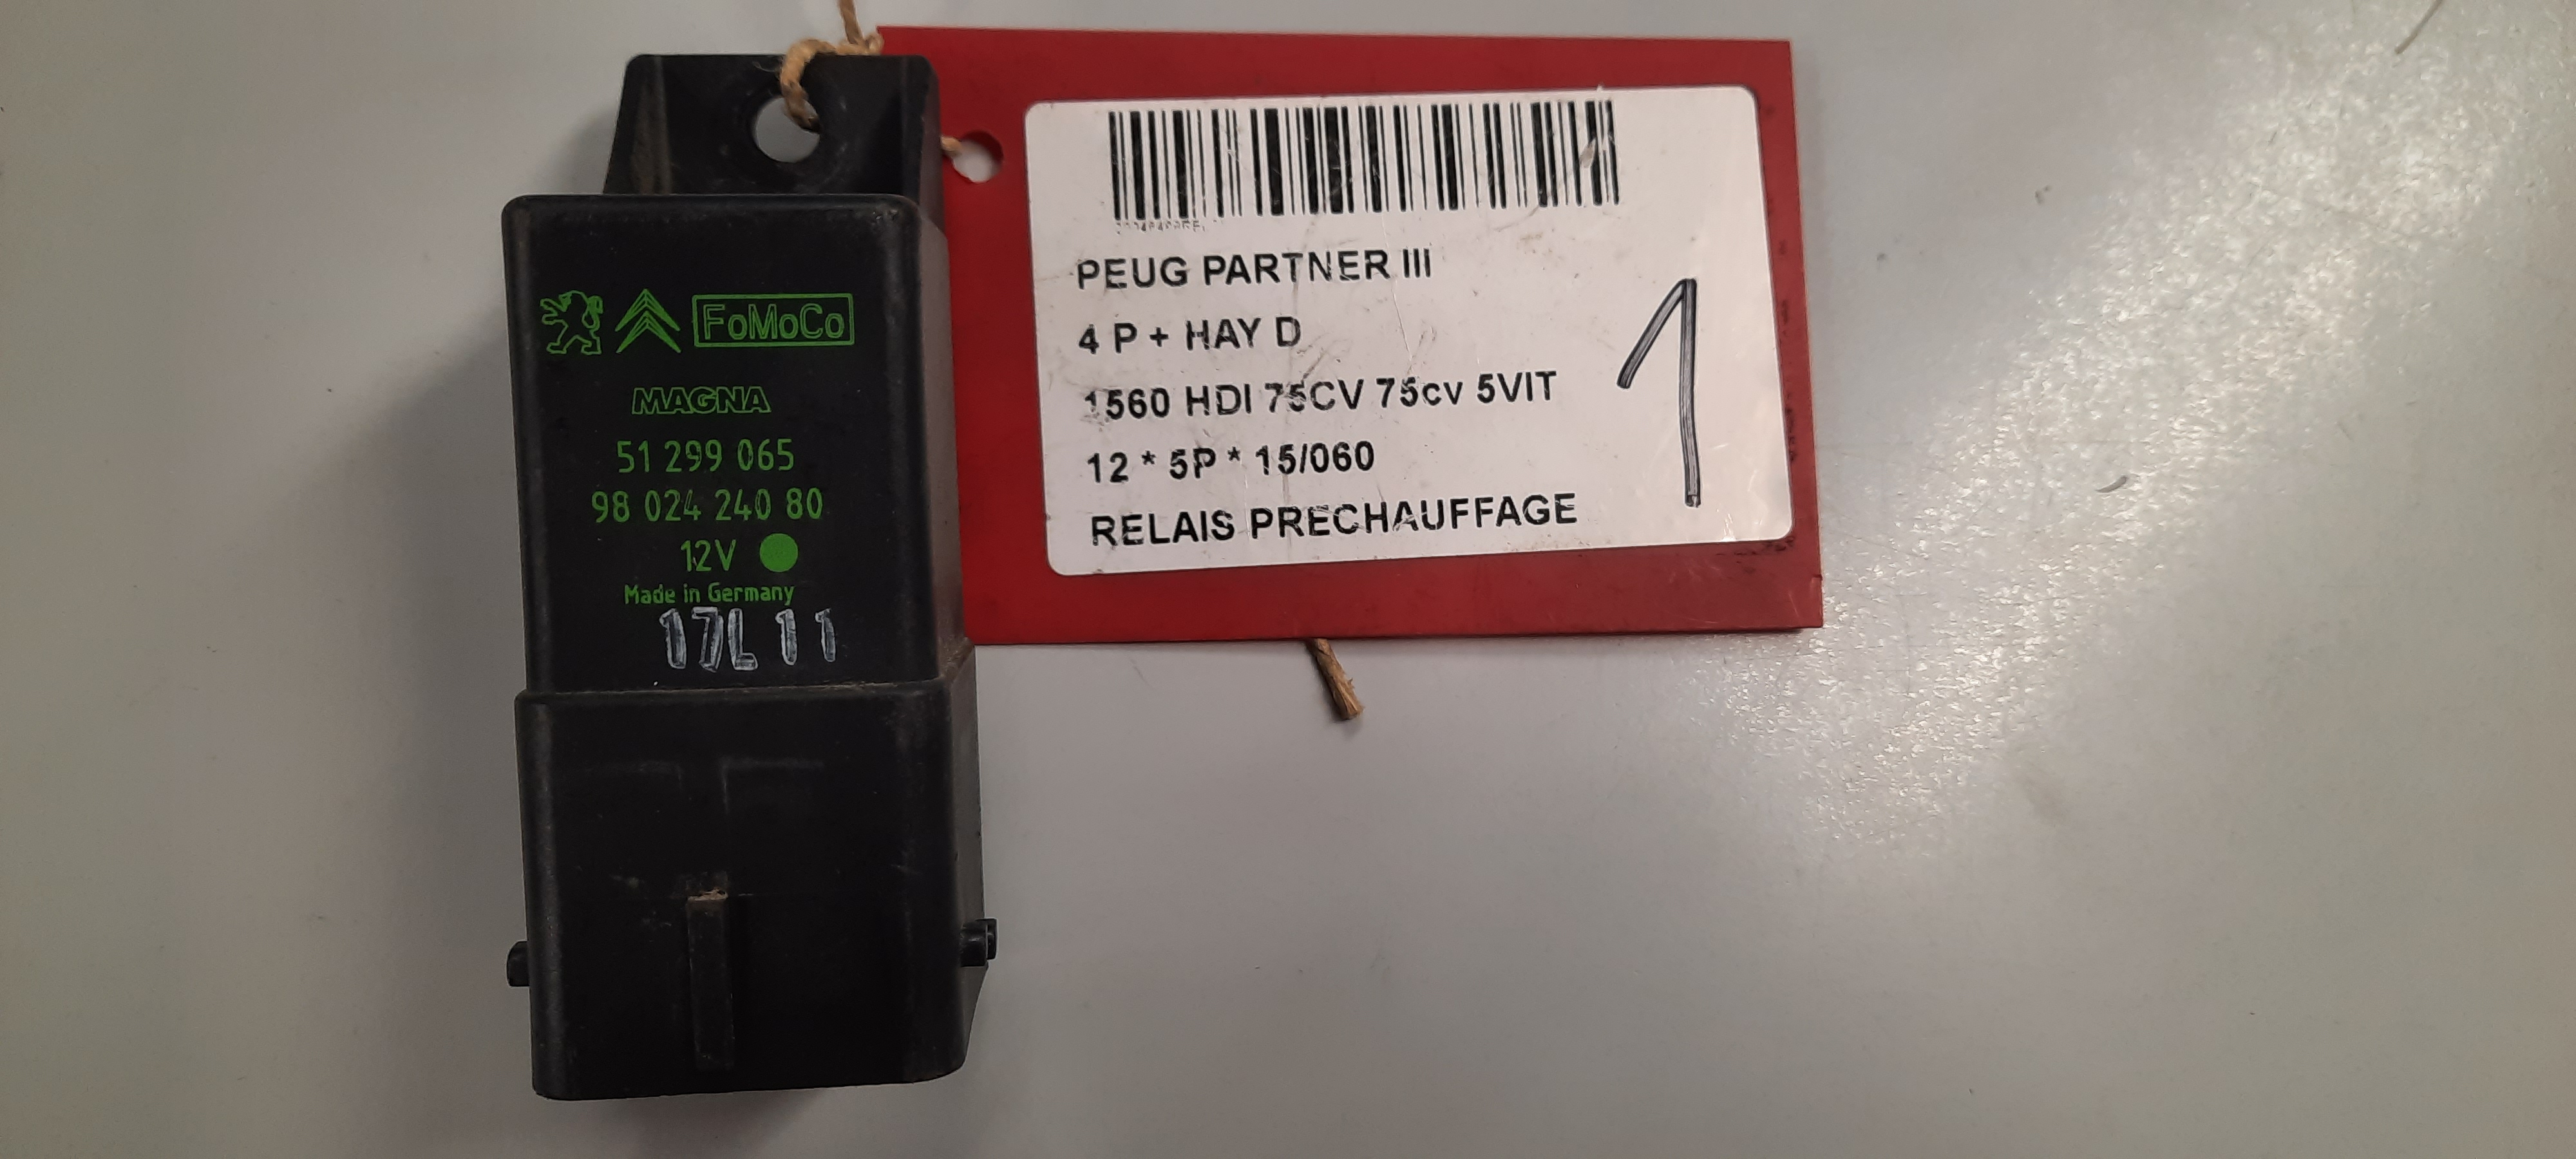 FoMoCo
MAGNA
51 299 065
98 024 240 80
12V
Made in Germany
17L11
PEUG PARTNER III
4 P + HAY D
1560 HDI 75CV 75cv 5VIT
12 * 5P * 15/060
RELAIS PRECHAUFFAGE
1